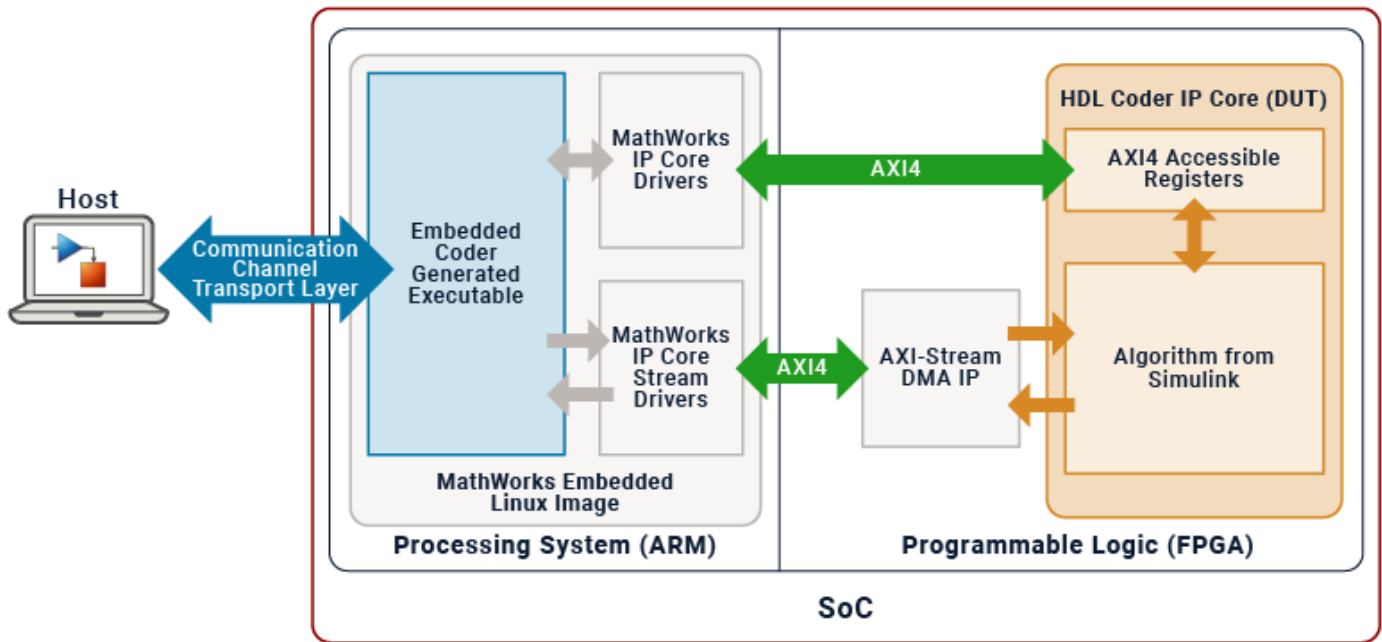 Host
Communication
Channel
Transport Layer
Embedded
Coder
Generated
Executable
MathWorks
IP Core
Drivers
MathWorks
IP Core
Stream
Drivers
MathWorks Embedded
Linux Image
Processing System (ARM)
AXI4
AXI4
AXI-Stream
DMA IP
HDL Coder IP Core (DUT)
AXI4 Accessible
Registers
Algorithm from
Simulink
Programmable Logic (FPGA)
SoC